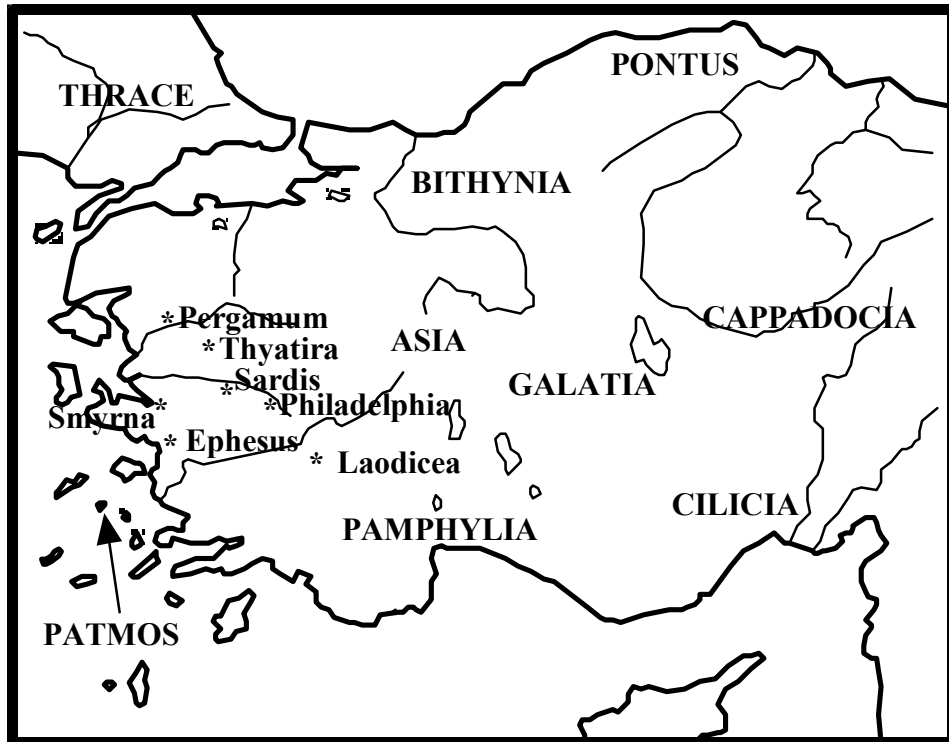 PONTUS
THRACE
BITHYNIA
*Pergamum
CAPPADOCIA
ASIA
*Thyatira
Sardis
*
GALATIA
*Philadelphia
Smyrna*
* Ephesus
* Laodicea
CILICIA
PAMPHYLIA
PATMOS